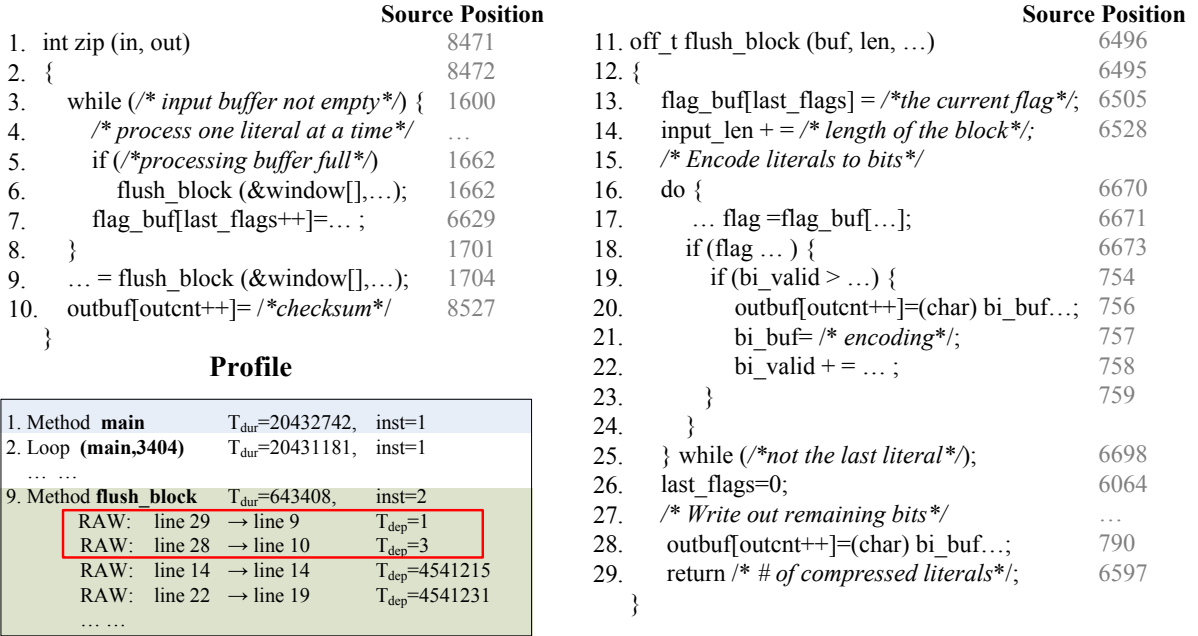 Source Position
1. int zip (in, out) 8471
2. { 8472
3. while (/* input buffer not empty*/) { 1600
4. /* process one literal at a time*/ …
5. if (/*processing buffer full*/) 1662
6. flush_block (&window[],…); 1662
7. flag_buf[last_flags++]=… ; 6629
8. } 1701
9. … = flush_block (&window[],…); 1704
10. outbuf[outcnt++]= /*checksum*/ 8527
}
Profile
1. Method main T_dur=20432742, inst=1
2. Loop (main,3404) T_dur=20431181, inst=1
… …
9. Method flush_block T_dur=643408, inst=2
RAW: line 29 → line 9 T_dep=1
RAW: line 28 → line 10 T_dep=3
RAW: line 14 → line 14 T_dep=4541215
RAW: line 22 → line 19 T_dep=4541231
… …
Source Position
11. off_t flush_block (buf, len, …) 6496
12. { 6495
13. flag_buf[last_flags] = /*the current flag*/; 6505
14. input_len + = /* length of the block*/; 6528
15. /* Encode literals to bits*/
16. do { 6670
17. … flag =flag_buf[…]; 6671
18. if (flag … ) { 6673
19. if (bi_valid > …) { 754
20. outbuf[outcnt++]=(char) bi_buf…; 756
21. bi_buf= /* encoding*/; 757
22. bi_valid + = … ; 758
23. } 759
24. }
25. } while (/*not the last literal*/); 6698
26. last_flags=0; 6064
27. /* Write out remaining bits*/ …
28. outbuf[outcnt++]=(char) bi_buf…; 790
29. return /* # of compressed literals*/; 6597
}